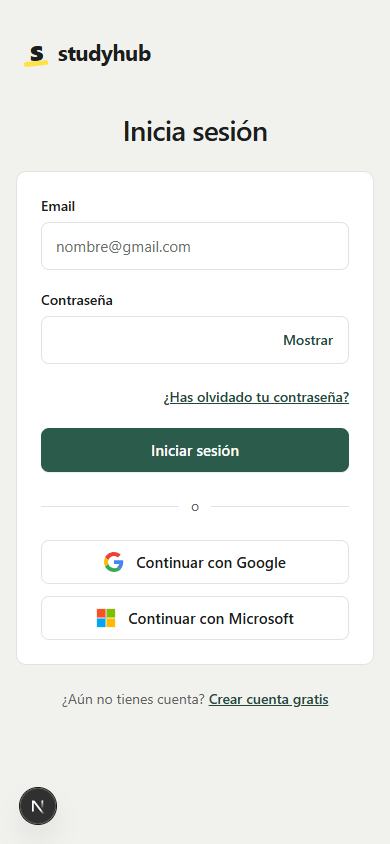 s studyhub
Inicia sesión
Email
nombre@gmail.com
Contraseña
Mostrar
¿Has olvidado tu contraseña?
Iniciar sesión
o
Continuar con Google
Continuar con Microsoft
¿Aún no tienes cuenta? Crear cuenta gratis
N